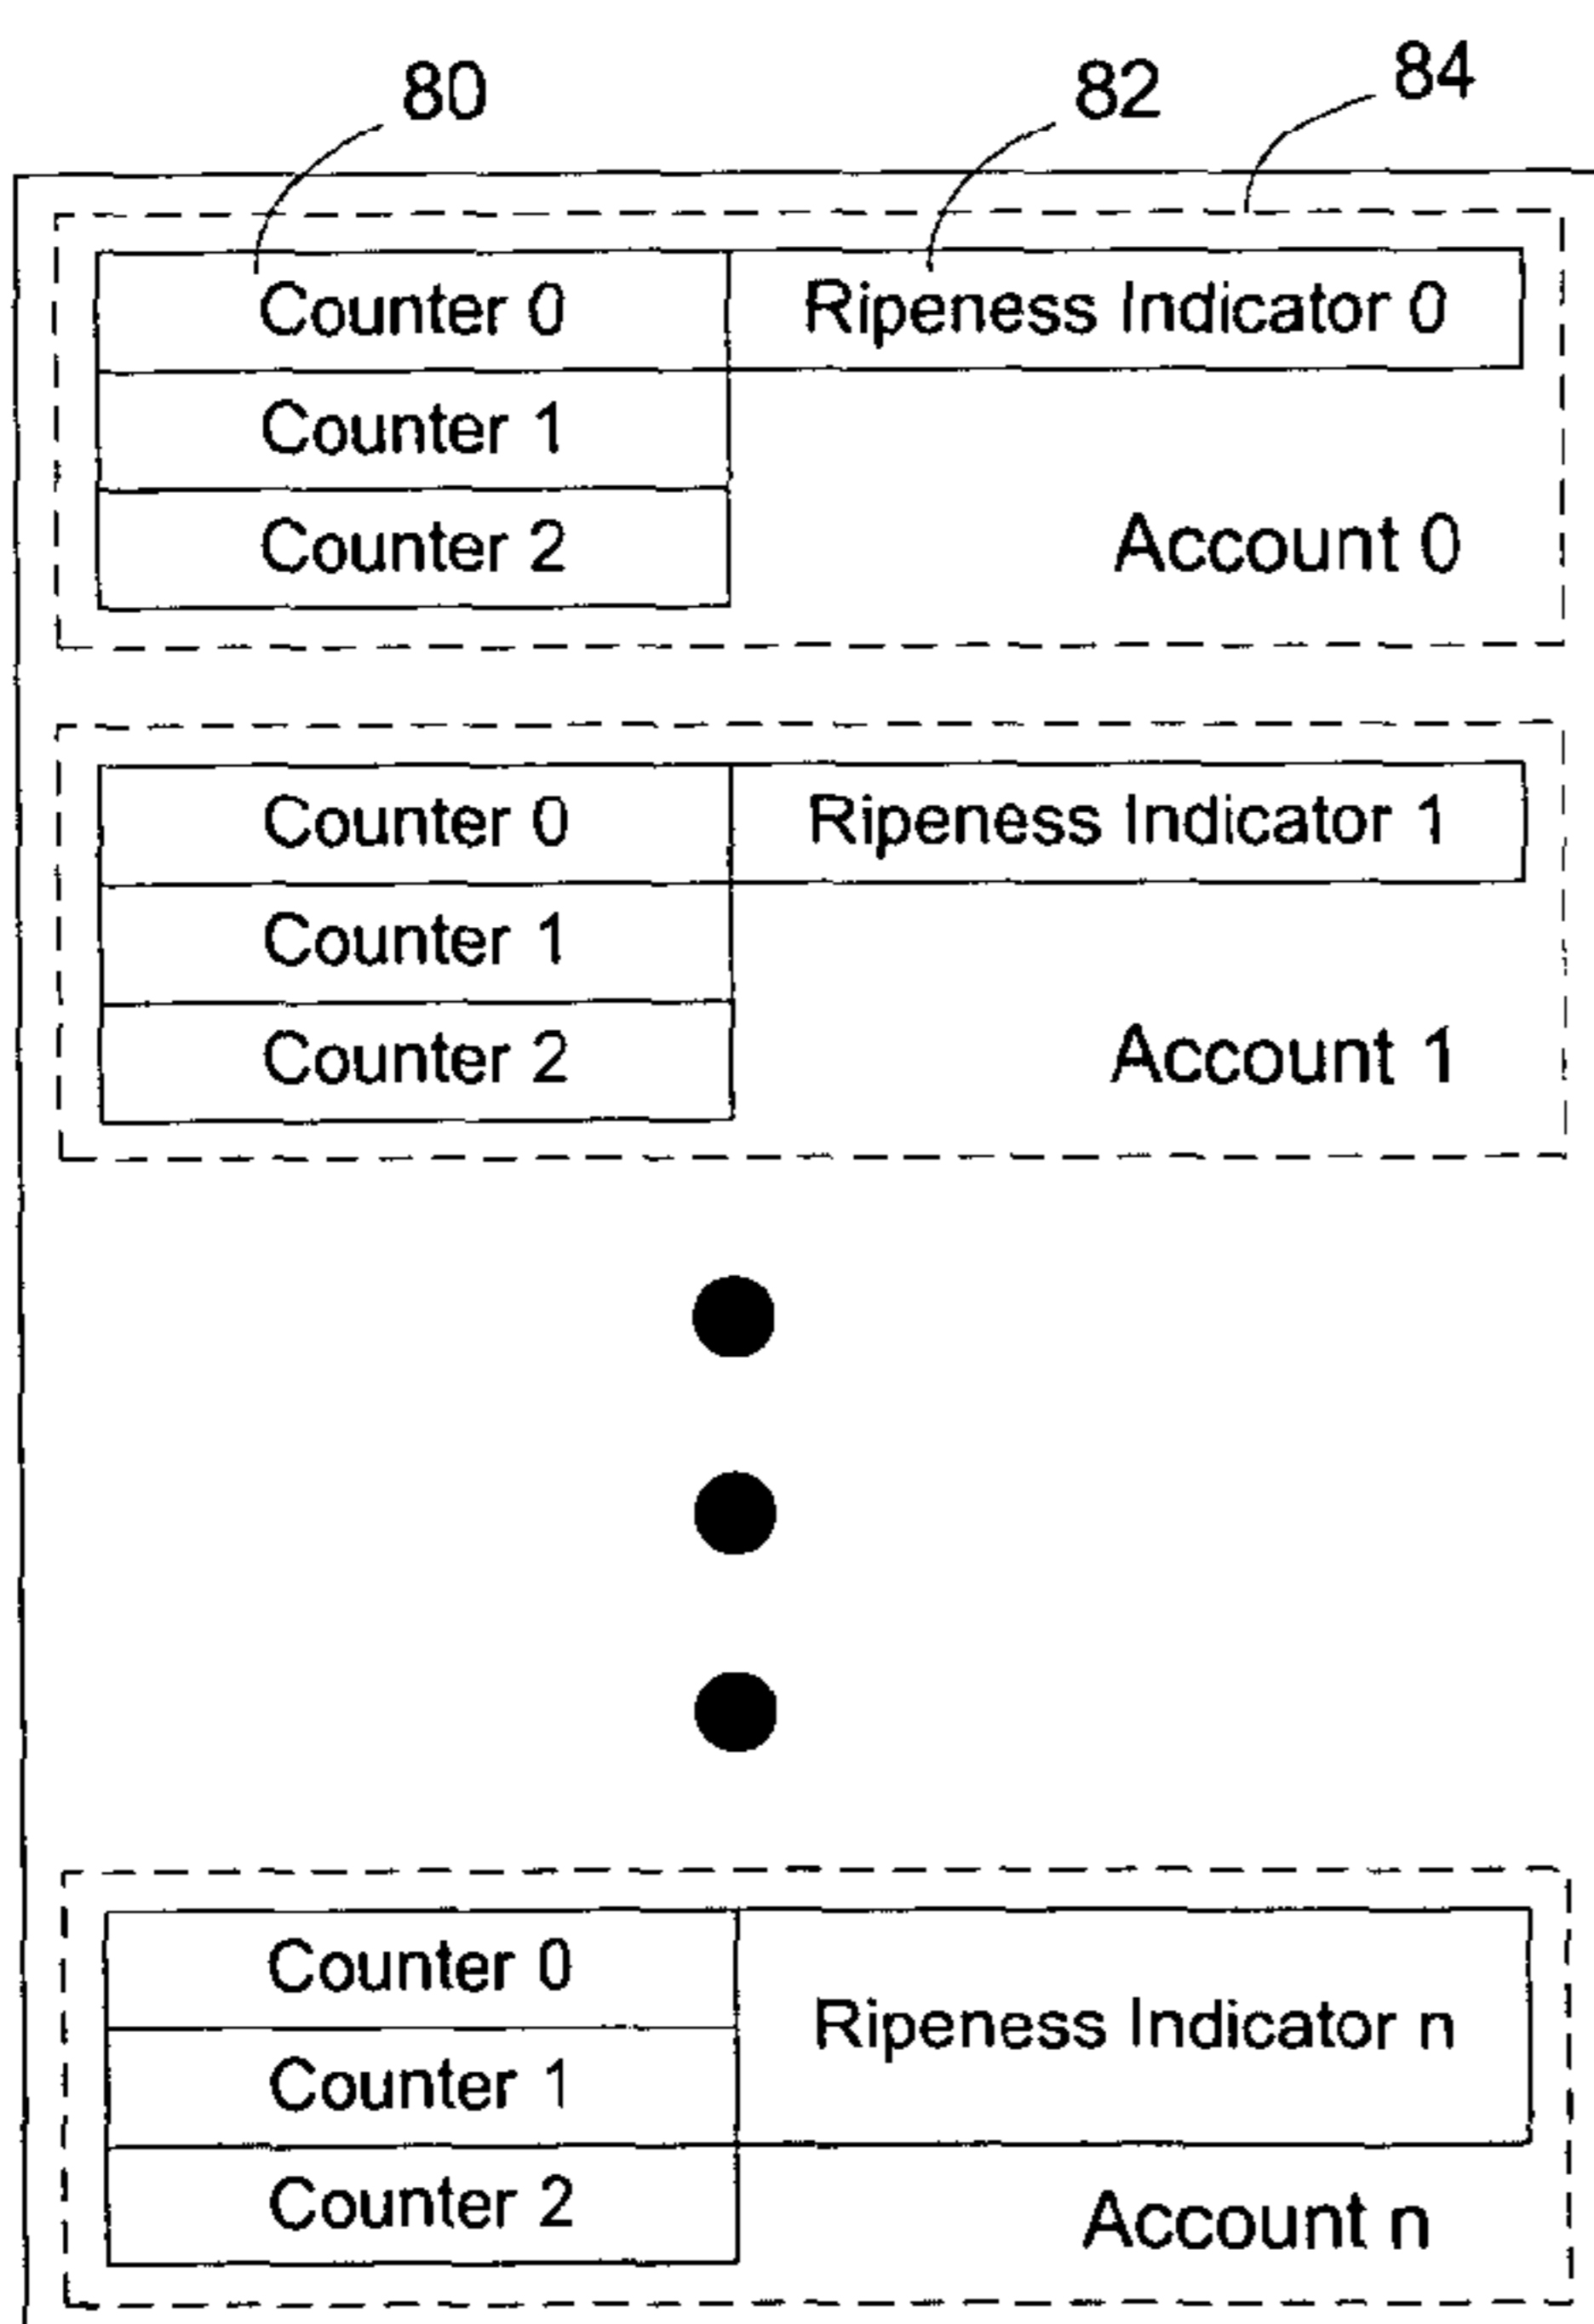 80 82 84
Counter 0 Ripeness Indicator 0
Counter 1
Counter 2 Account 0
Counter 0 Ripeness Indicator 1
Counter 1
Counter 2 Account 1
Counter 0
Ripeness Indicator n
Counter 1
Counter 2 Account n